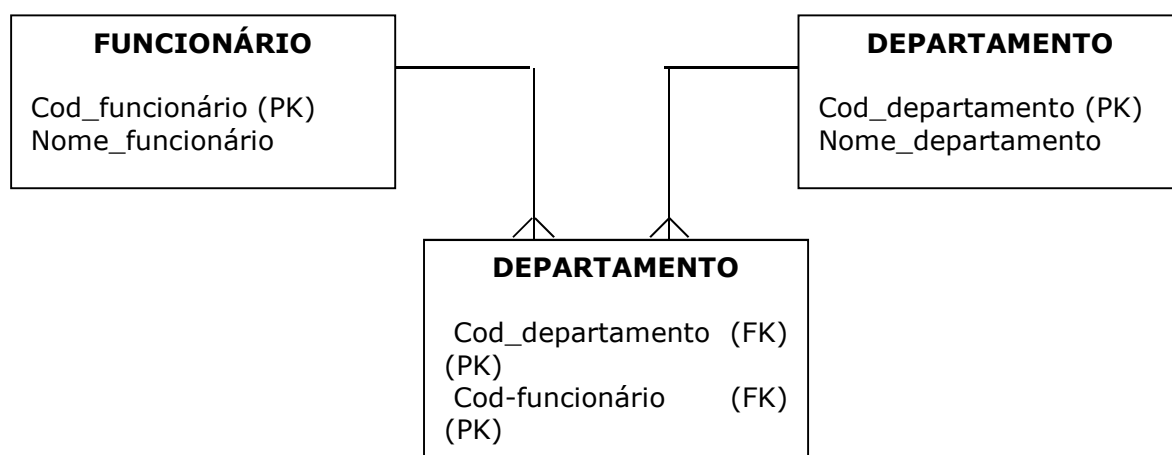 FUNCIONÁRIO
Cod_funcionário (PK)
Nome_funcionário
DEPARTAMENTO
Cod_departamento (PK)
Nome_departamento
DEPARTAMENTO
Cod_departamento (FK)
(PK)
Cod-funcionário (FK)
(PK)